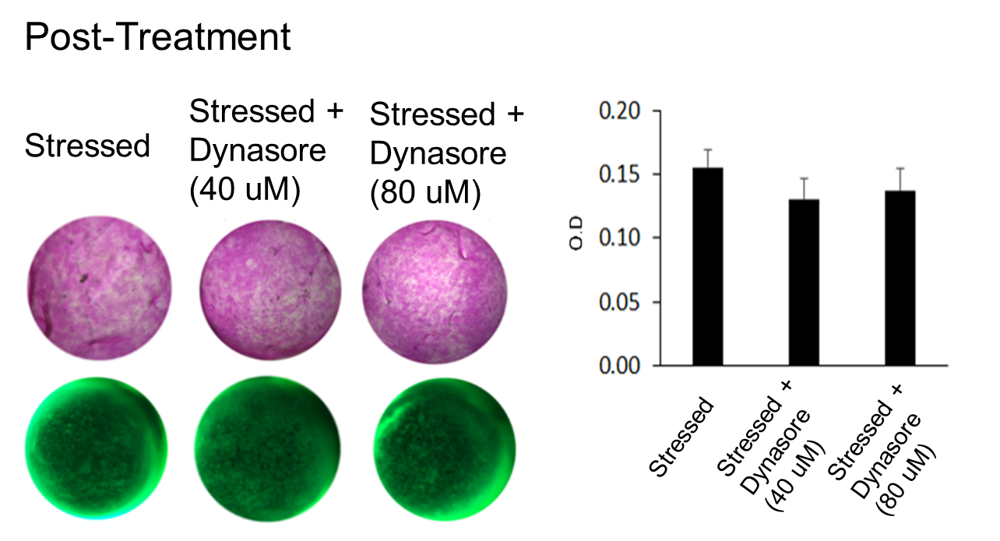 Post-Treatment
Stressed
Stressed +
Dynasore
(40 uM)
Stressed +
Dynasore
(80 uM)
O.D
0.20
0.15
0.10
0.05
0.00
Stressed
Stressed +
Dynasore
(40 uM)
Stressed +
Dynasore
(80 uM)